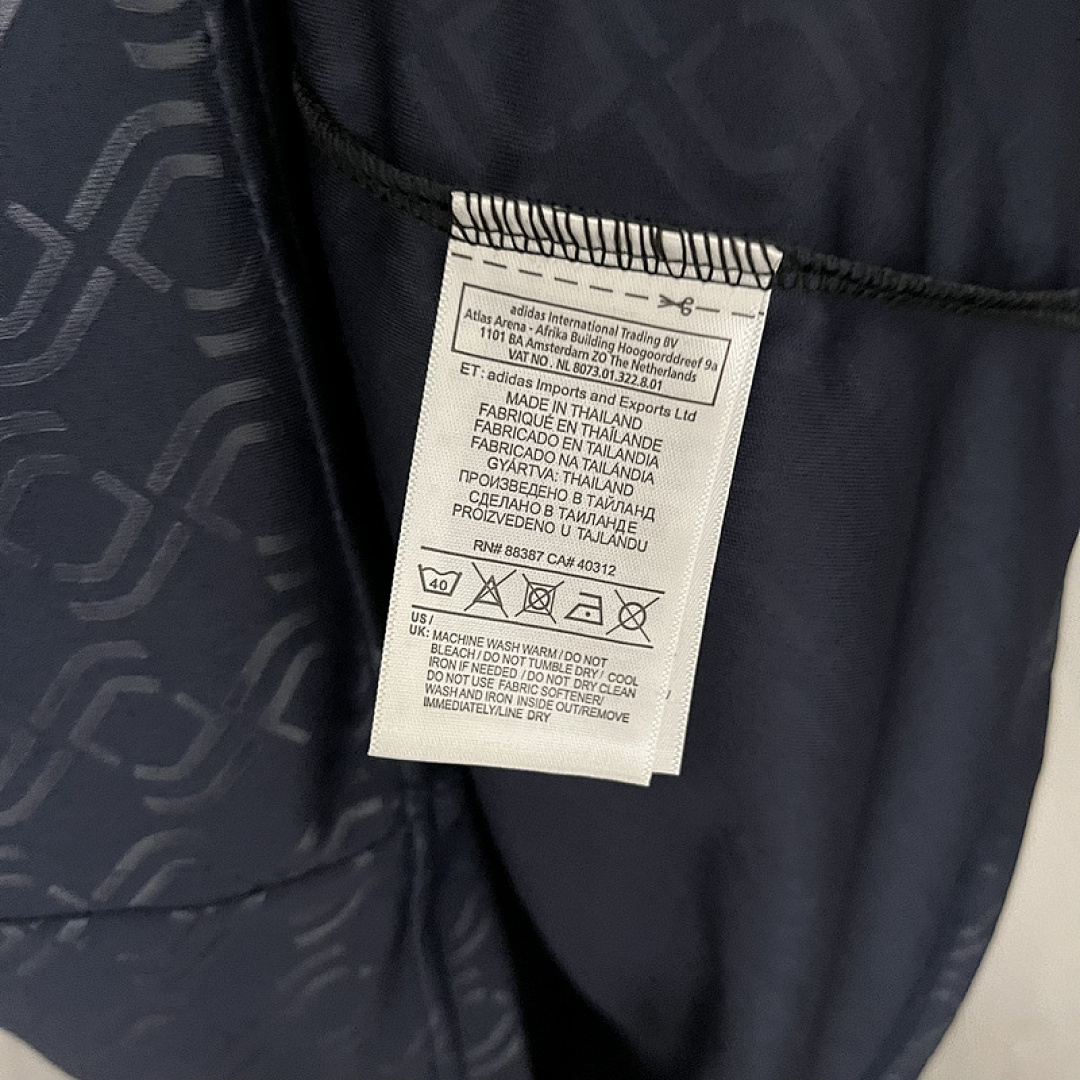 adidas International Trading BV
Atlas Arena - Afrika Building Hoogoorddreef 9a
1101 BA Amsterdam ZO The Netherlands
VAT NO. NL 8073.01.322.8.01
ET: adidas Imports and Exports Ltd
MADE IN THAILAND
FABRIQUÉ EN THAÏLANDE
FABRICADO EN TAILANDIA
FABRICADO NA TAILÂNDIA
GYÁRTVA: THAILAND
ПРОИЗВЕДЕНО В ТАЙЛАНД
СДЕЛАНО В ТАИЛАНДЕ
PROIZVEDENO U TAJLANDU
RN# 88387 CA# 40312
40
US /
UK: MACHINE WASH WARM / DO NOT
BLEACH / DO NOT TUMBLE DRY / COOL
IRON IF NEEDED / DO NOT DRY CLEAN
DO NOT USE FABRIC SOFTENER/
WASH AND IRON INSIDE OUT/REMOVE
IMMEDIATELY/LINE DRY